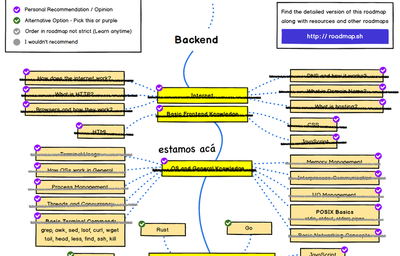 Personal Recommendation / Opinion
Alternative Option - Pick this or purple
Order in roadmap not strict (Learn anytime)
I wouldn't recommend
Find the detailed version of this roadmap
along with resources and other roadmaps
http:// roadmap.sh
Backend
How does the internet work?
What is HTTP?
Browsers and how they work?
HTML
Internet
Basic Frontend Knowledge
DNS and how it works?
What is Domain Name?
What is hosting?
CSS
JavaScript
estamos acá
OS and General Knowledge
Terminal Usage
How OSs work in General
Process Management
Threads and Concurrency
Basic Terminal Commands
grep, awk, sed, lsof, curl, wget
tail, head, less, find, ssh, kill
Memory Management
Interprocess Communication
I/O Management
POSIX Basics
stdin, stdout, stderr, pipes
Basic Networking Concepts
Rust
Go
JavaScript